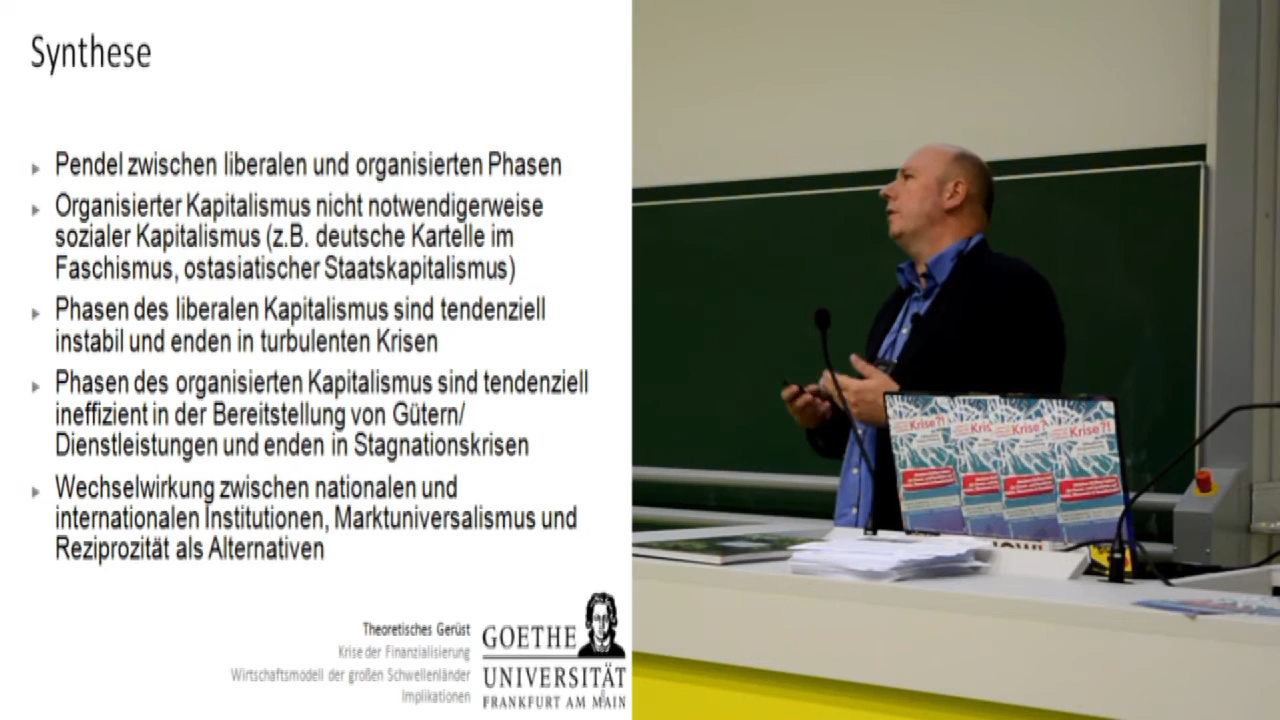 Synthese
Pendel zwischen liberalen und organisierten Phasen
Organisierter Kapitalismus nicht notwendigerweise
sozialer Kapitalismus (z.B. deutsche Kartelle im
Faschismus, ostasiatischer Staatskapitalismus)
Phasen des liberalen Kapitalismus sind tendenziell
instabil und enden in turbulenten Krisen
Phasen des organisierten Kapitalismus sind tendenziell
ineffizient in der Bereitstellung von Gütern/
Dienstleistungen und enden in Stagnationskrisen
Wechselwirkung zwischen nationalen und
internationalen Institutionen, Marktuniversalismus und
Reziprozität als Alternativen
Theoretisches Gerüst
Krise der Finanzialisierung
Wirtschaftsmodell der großen Schwellenländer
Implikationen
GOETHE
UNIVERSITÄT
FRANKFURT AM MAIN
Krise?!
Kris
Krise?
Krise?!